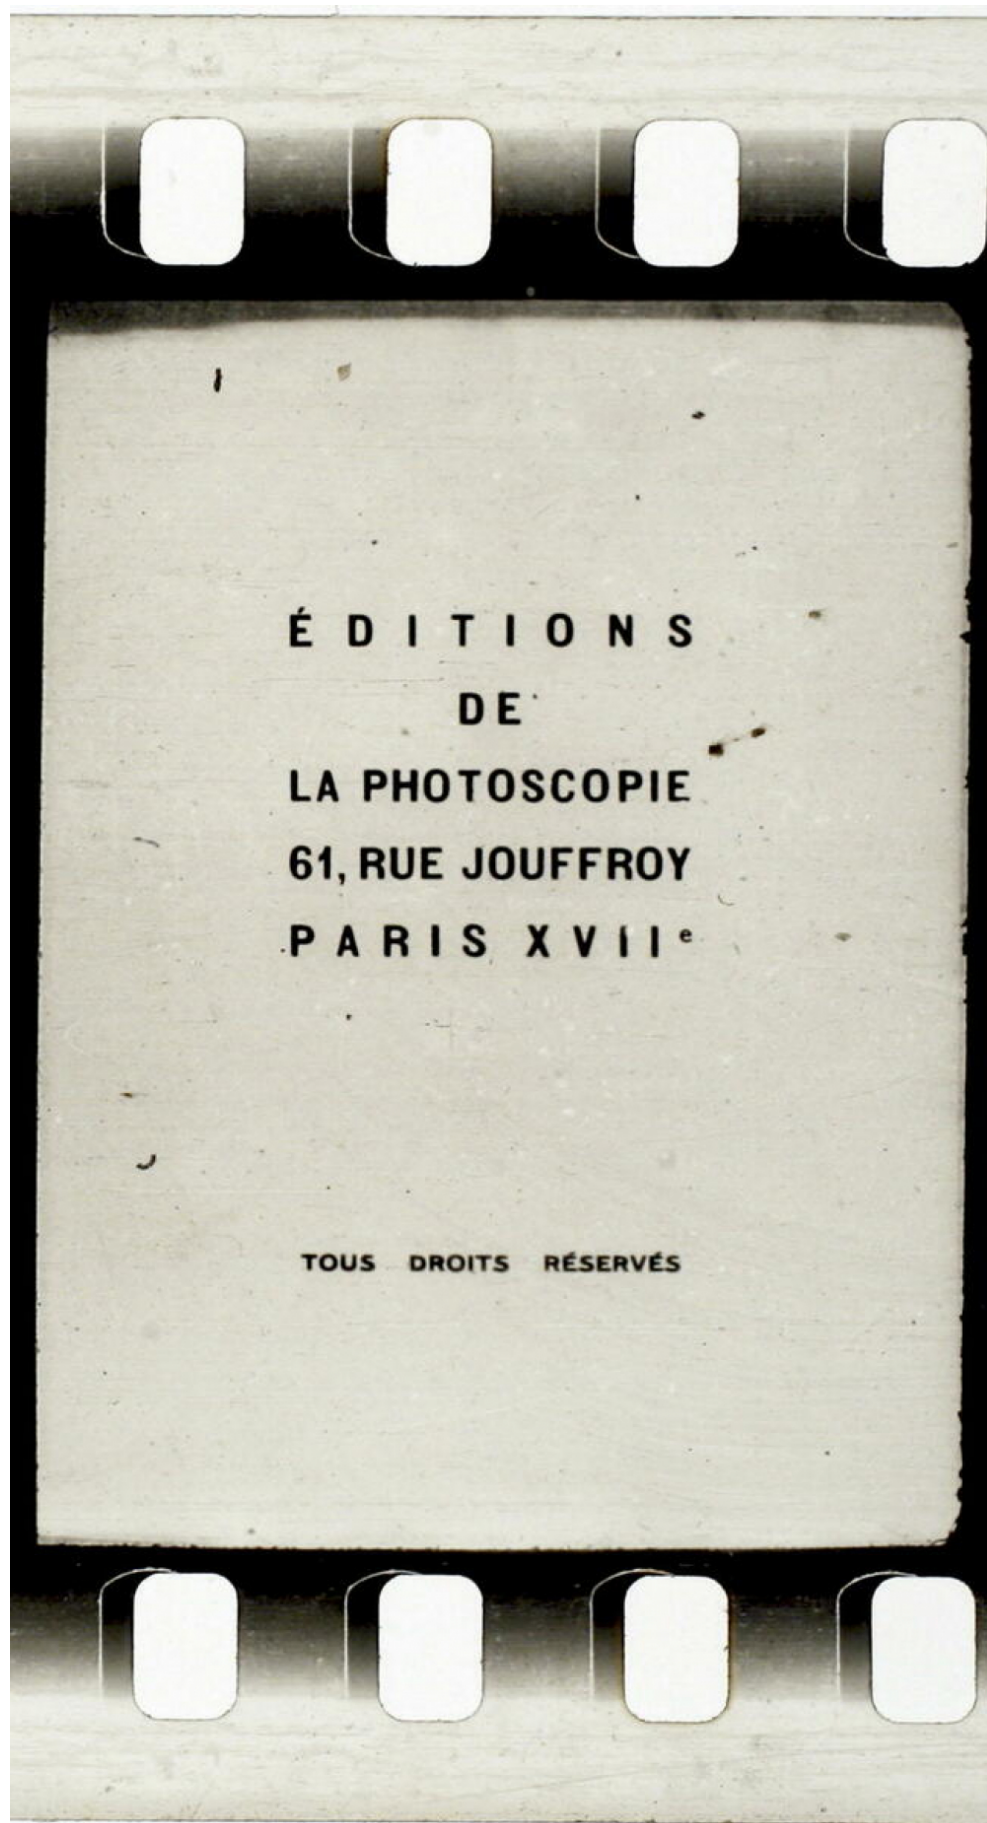 ÉDITIONS
DE
LA PHOTOSCOPIE
61, RUE JOUFFROY
PARIS XVIIe
TOUS DROITS RÉSERVÉS